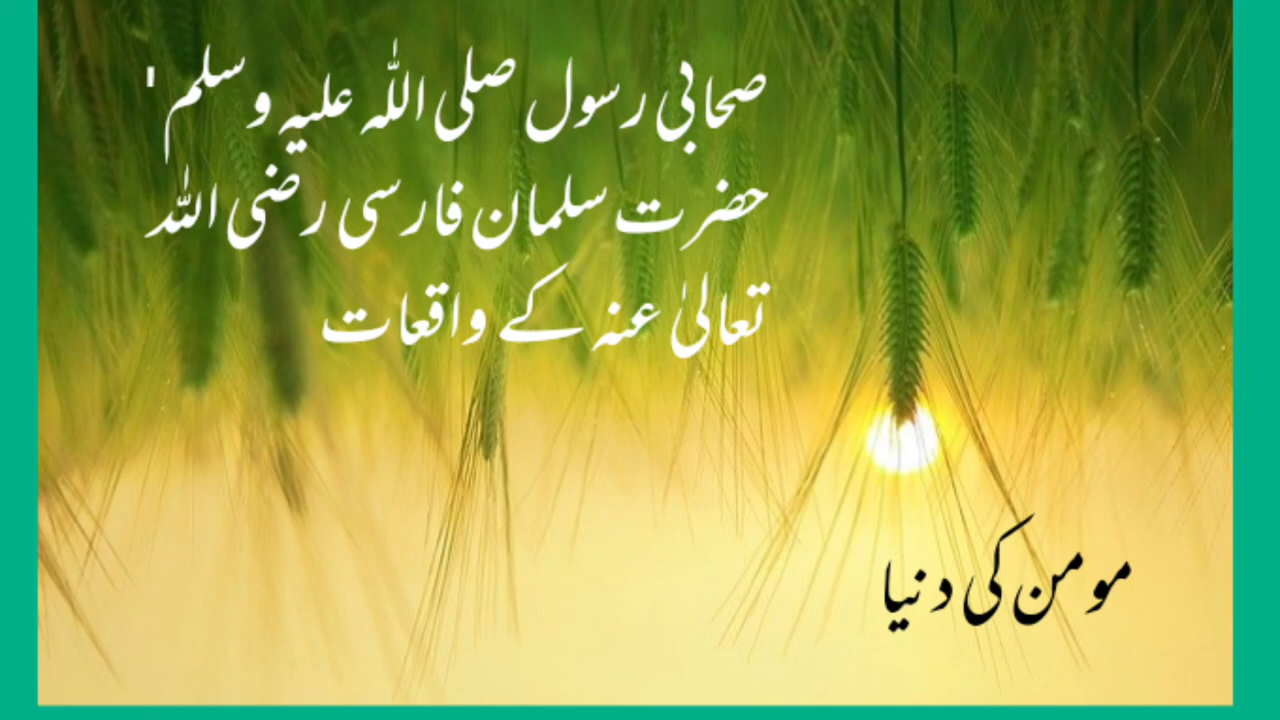 صحابی رسول صلی اللہ علیہ وسلم '
حضرت سلمان فارسی رضی اللہ
تعالیٰ عنہ کے واقعات
مومن کی دنیا